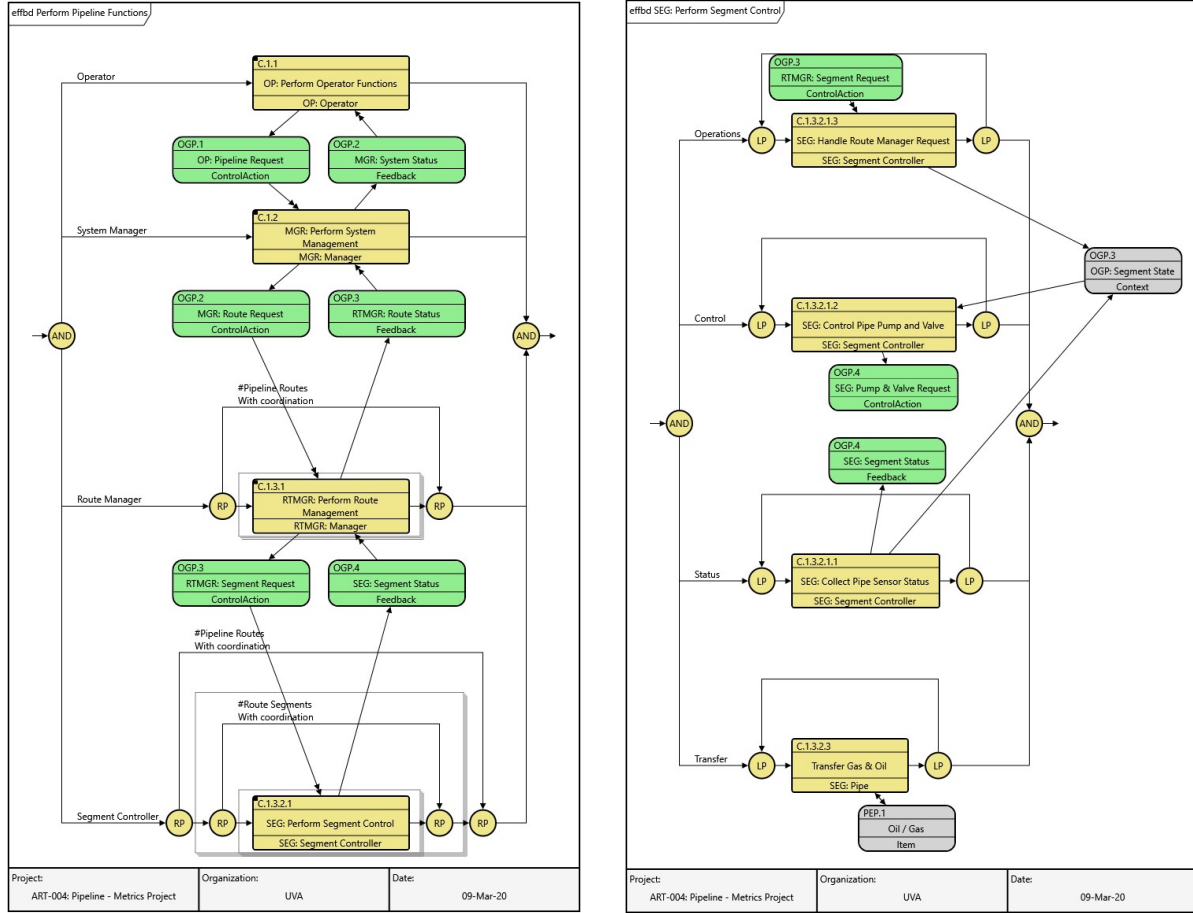 effbd Perform Pipeline Functions
Operator
C.1.1
OP: Perform Operator Functions
OP: Operator
OGP.1
OP: Pipeline Request
ControlAction
OGP.2
MGR: System Status
Feedback
System Manager
C.1.2
MGR: Perform System
Management
MGR: Manager
OGP.2
MGR: Route Request
ControlAction
OGP.3
RTMGR: Route Status
Feedback
AND
AND
#Pipeline Routes
With coordination
Route Manager
RP
C.1.3.1
RTMGR: Perform Route
Management
RTMGR: Manager
RP
OGP.3
RTMGR: Segment Request
ControlAction
OGP.4
SEG: Segment Status
Feedback
#Pipeline Routes
With coordination
#Route Segments
With coordination
Segment Controller
RP
RP
C.1.3.2.1
SEG: Perform Segment Control
SEG: Segment Controller
RP
RP
Project:
ART-004: Pipeline - Metrics Project
Organization:
UVA
Date:
09-Mar-20
effbd SEG: Perform Segment Control
OGP.3
RTMGR: Segment Request
ControlAction
Operations
LP
C.1.3.2.1.3
SEG: Handle Route Manager Request
SEG: Segment Controller
LP
OGP.3
OGP: Segment State
Context
Control
LP
C.1.3.2.1.2
SEG: Control Pipe Pump and Valve
SEG: Segment Controller
LP
OGP.4
SEG: Pump & Valve Request
ControlAction
AND
AND
OGP.4
SEG: Segment Status
Feedback
Status
LP
C.1.3.2.1.1
SEG: Collect Pipe Sensor Status
SEG: Segment Controller
LP
Transfer
LP
C.1.3.2.3
Transfer Gas & Oil
SEG: Pipe
LP
PEP.1
Oil / Gas
Item
Project:
ART-004: Pipeline - Metrics Project
Organization:
UVA
Date:
09-Mar-20